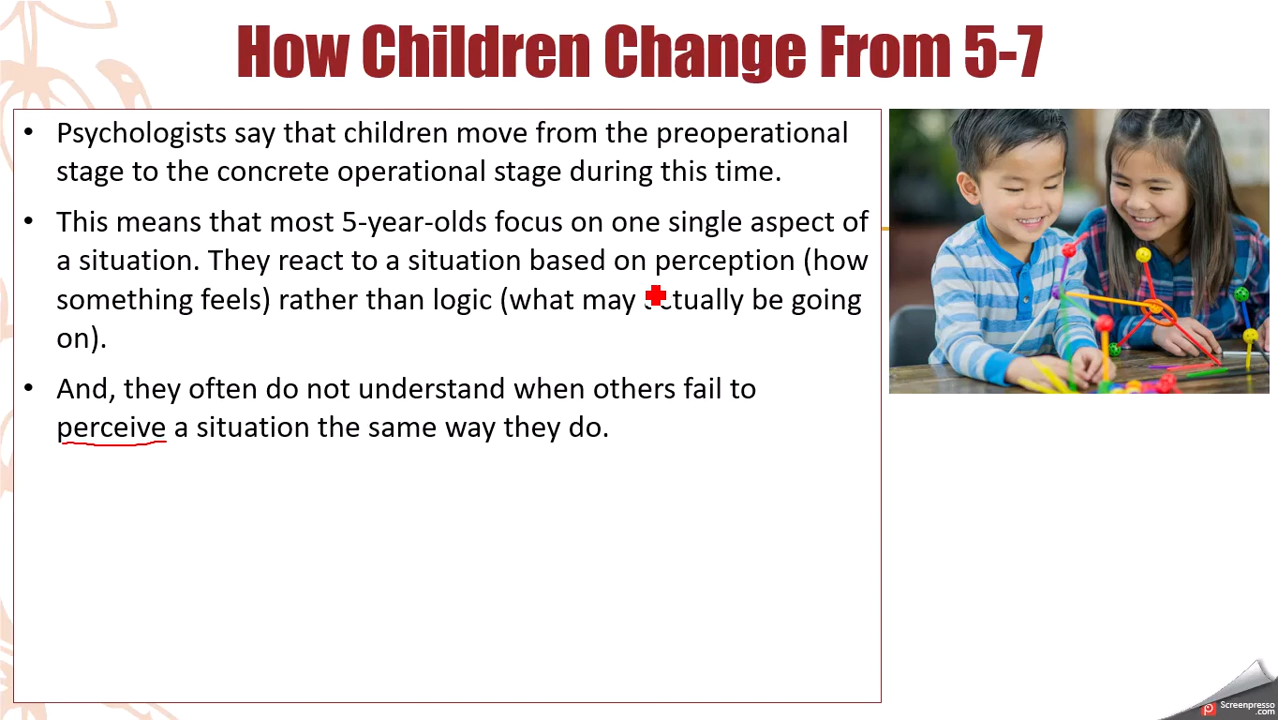 How Children Change From 5-7
• Psychologists say that children move from the preoperational
stage to the concrete operational stage during this time.
• This means that most 5-year-olds focus on one single aspect of
a situation. They react to a situation based on perception (how
something feels) rather than logic (what may actually be going
on).
• And, they often do not understand when others fail to
perceive a situation the same way they do.
Screenpresso
.com